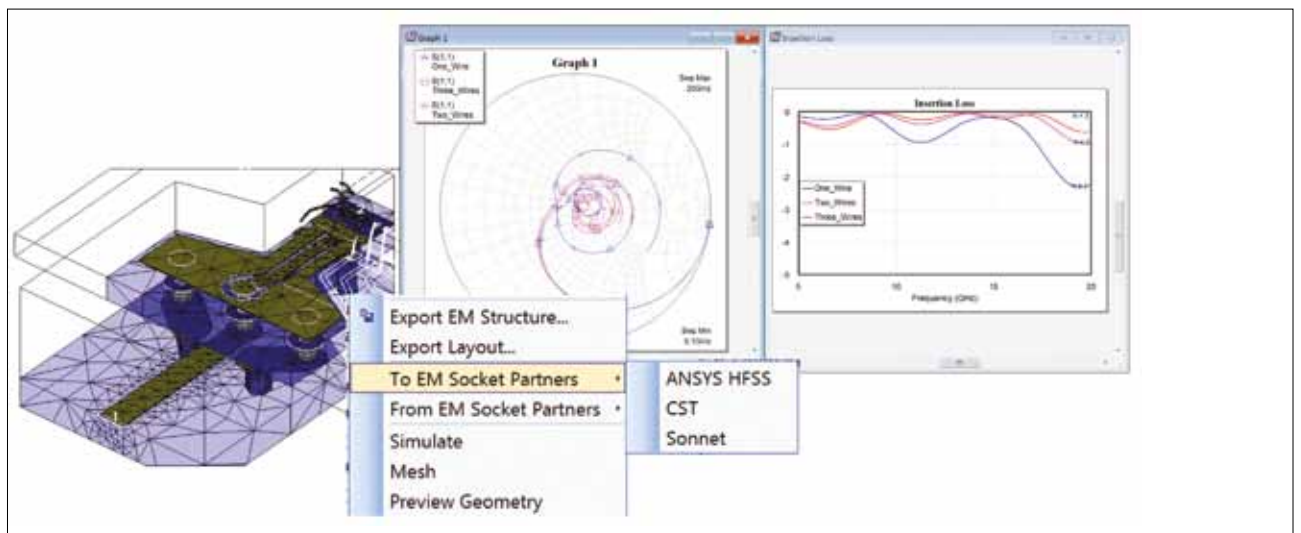 Graph 1
Graph 1
S(1,1)
One_Wire
S(1,1)
Three_Wires
S(1,1)
Two_Wires
Swp Max
20GHz
Swp Min
Insertion Loss
Insertion Loss
0
-1
-2
-3
-4
-5
One_Wire
Two_Wires
Three_Wires
5
10
15
20
Frequency (GHz)
Export EM Structure...
Export Layout...
To EM Socket Partners
From EM Socket Partners
Simulate
Mesh
Preview Geometry
ANSYS HFSS
CST
Sonnet